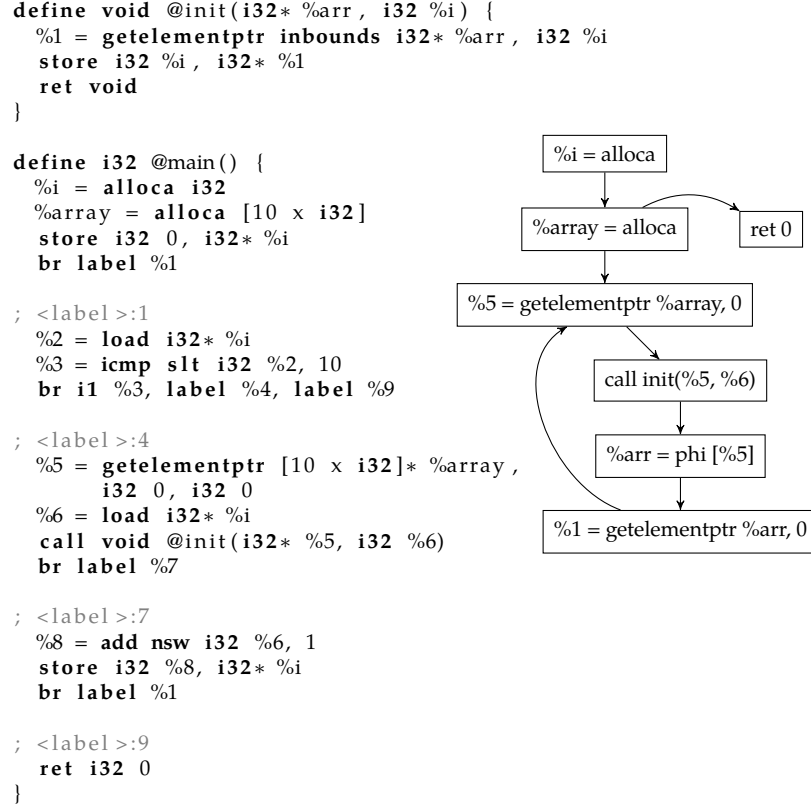 define void @init(i32* %arr, i32 %i) {
%1 = getelementptr inbounds i32* %arr, i32 %i
store i32 %i, i32* %1
ret void
}
define i32 @main() {
%i = alloca i32
%array = alloca [10 x i32]
store i32 0, i32* %i
br label %1
; <label>:1
%2 = load i32* %i
%3 = icmp slt i32 %2, 10
br i1 %3, label %4, label %9
; <label>:4
%5 = getelementptr [10 x i32]* %array,
i32 0, i32 0
%6 = load i32* %i
call void @init(i32* %5, i32 %6)
br label %7
; <label>:7
%8 = add nsw i32 %6, 1
store i32 %8, i32* %i
br label %1
; <label>:9
ret i32 0
}
%i = alloca
%array = alloca
ret 0
%5 = getelementptr %array, 0
call init(%5, %6)
%arr = phi [%5]
%1 = getelementptr %arr, 0